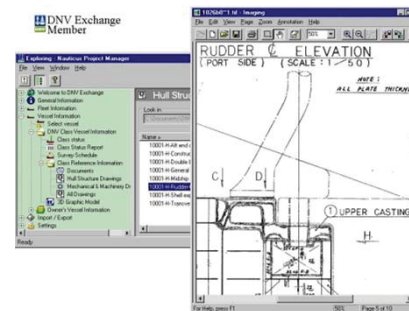 DNV Exchange
Member
Exploring - Nauticus Project Manager
File View Window Help
Welcome to DNV Exchange
General Information
Fleet Information
Vessel Information
Select vessel
DNV Class Vessel Information
Class status
Class Status Report
Survey Schedule
Class Reference Information
Documents
Hull Structure Drawings
Mechanical & Machinery Dr
All Drawings
3D Graphic Model
Owner's Vessel Information
Import / Export
Settings
Ready
Hull Struc
Look in
Name
10001-H-Aft end
10001-H-Construc
10001-H-Double
10001-H-General
10001-H-Midship
10001-H-Rudder
10001-H-Shell exp
10001-H-Transve
File Edit View Page Zoom Annotation Help
50%
RUDDER ℄ ELEVATION
(PORT SIDE) (SCALE: 1/50)
NOTE:
ALL PLATE THICKN
C D
① UPPER CASTING
H
For Help, press F1
50%
Page 5 of 10